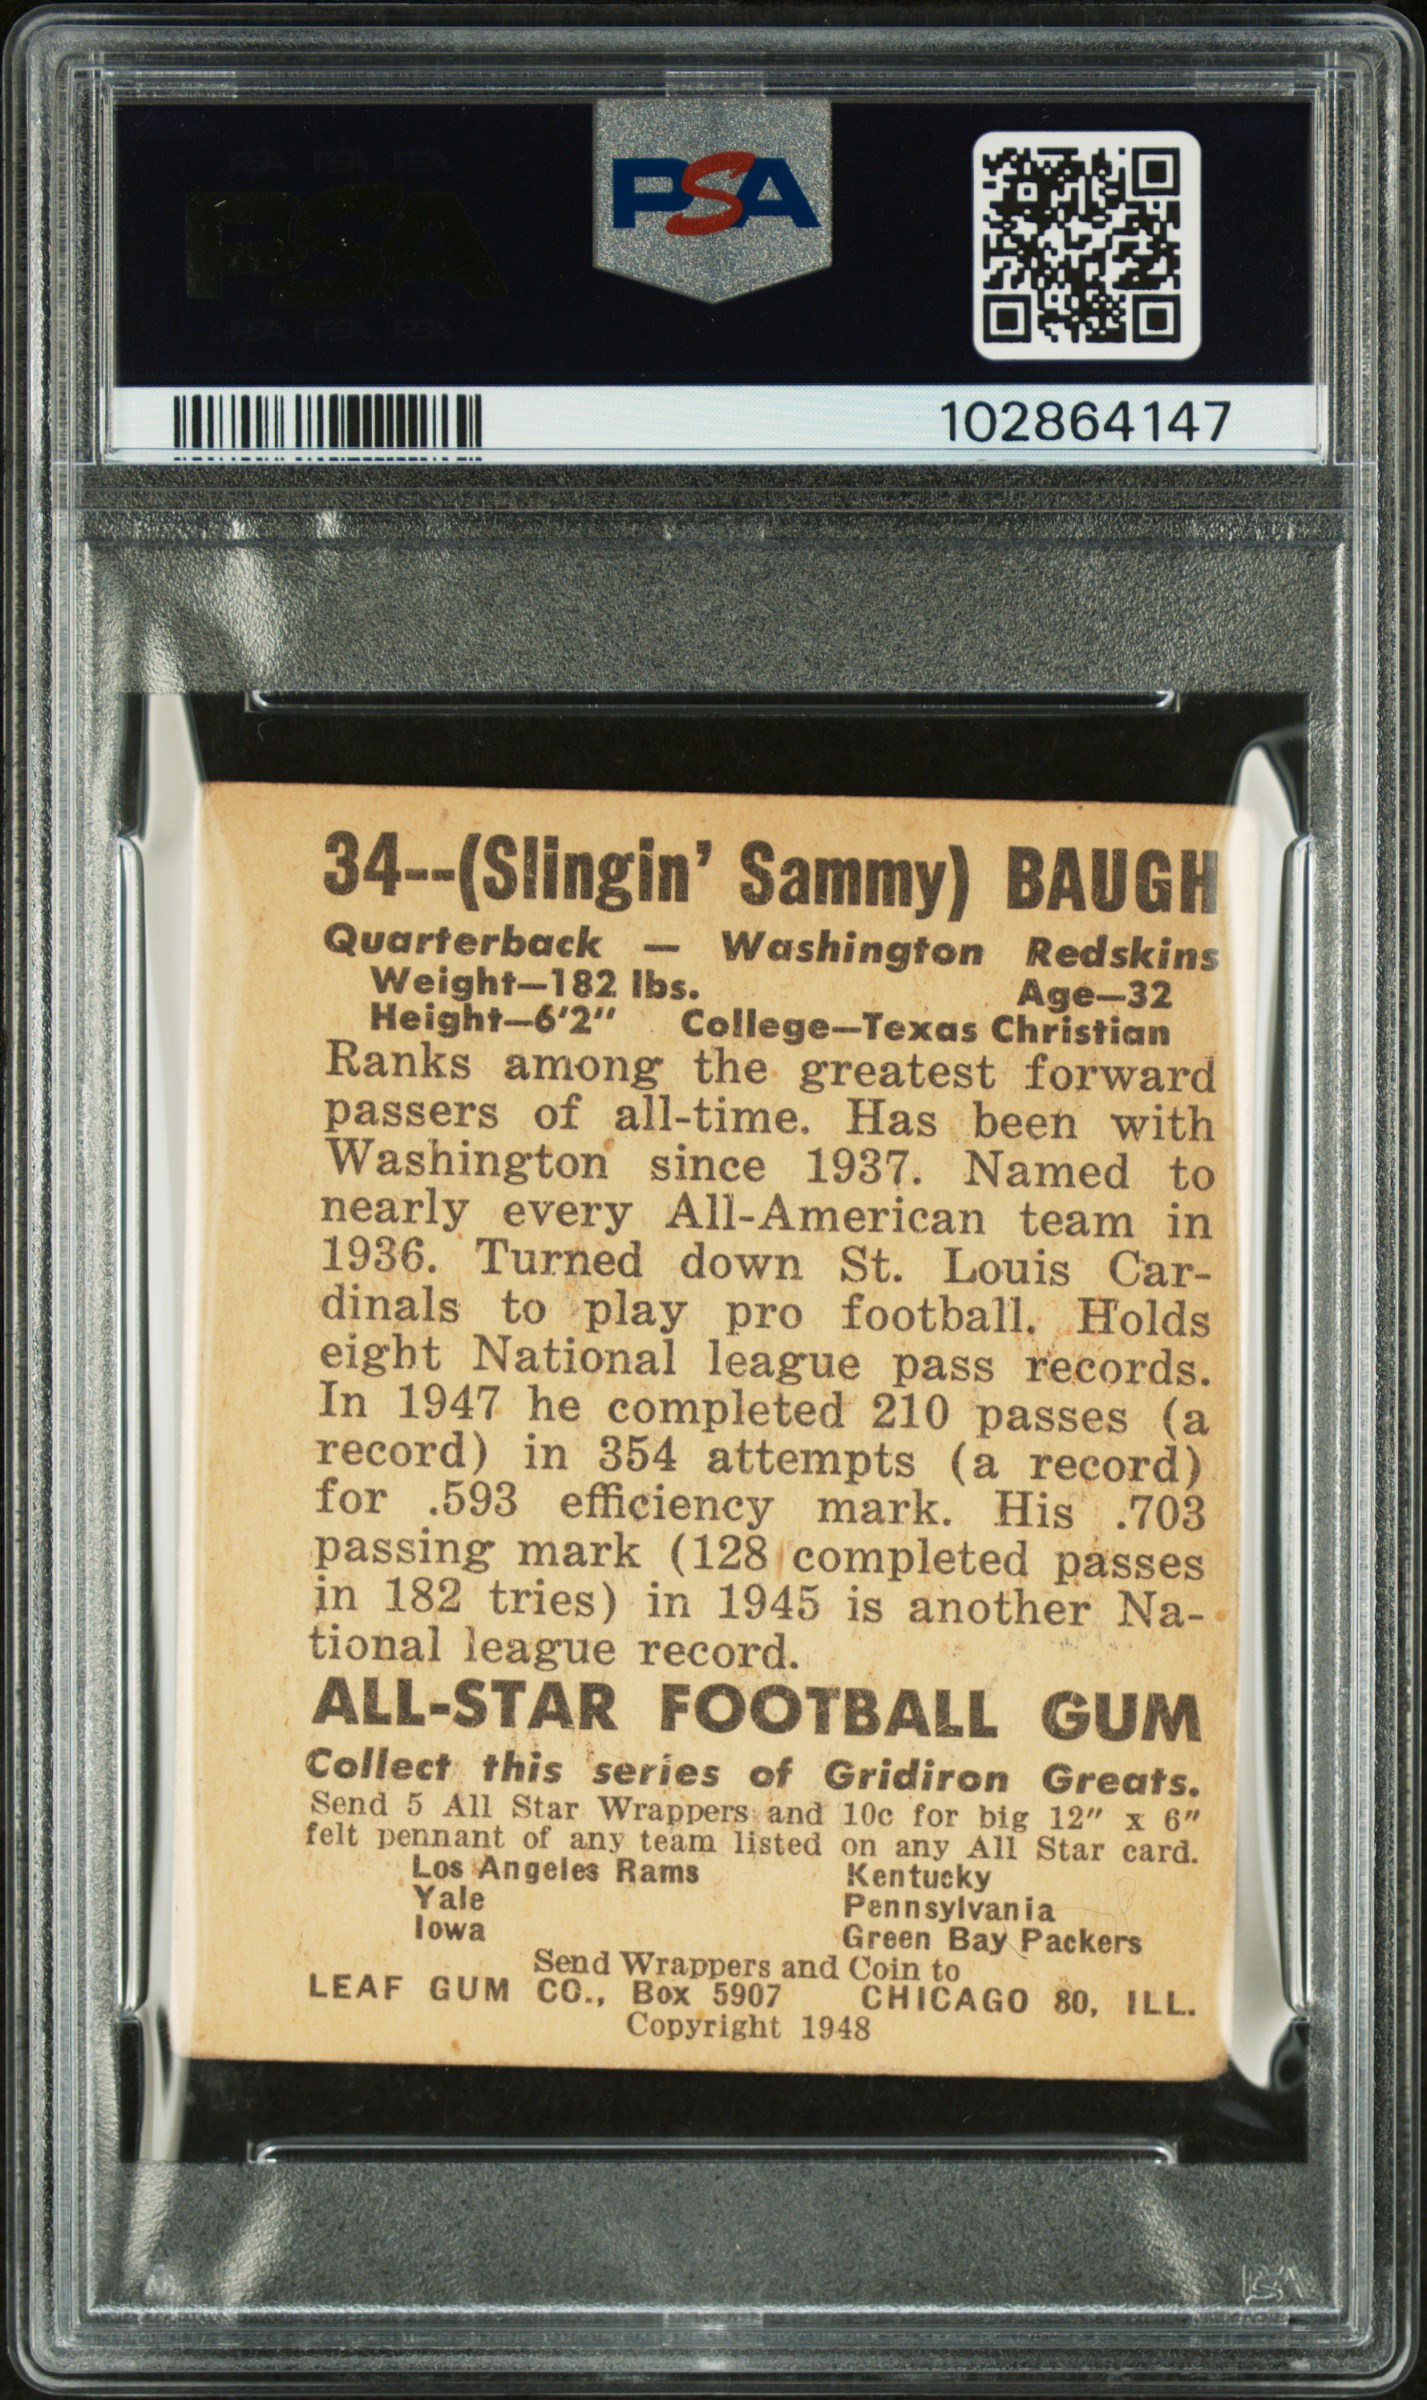 PSA
102864147
34--(Slingin' Sammy) BAUGH
Quarterback — Washington Redskins
Weight—182 lbs. Age—32
Height—6'2" College—Texas Christian
Ranks among the greatest forward
passers of all-time. Has been with
Washington since 1937. Named to
nearly every All-American team in
1936. Turned down St. Louis Car-
dinals to play pro football. Holds
eight National league pass records.
In 1947 he completed 210 passes (a
record) in 354 attempts (a record)
for .593 efficiency mark. His .703
passing mark (128 completed passes
in 182 tries) in 1945 is another Na-
tional league record.
ALL-STAR FOOTBALL GUM
Collect this series of Gridiron Greats.
Send 5 All Star Wrappers and 10c for big 12" x 6"
felt pennant of any team listed on any All Star card.
Los Angeles Rams Kentucky
Yale Pennsylvania
Iowa Green Bay Packers
Send Wrappers and Coin to
LEAF GUM CO., Box 5907 CHICAGO 80, ILL.
Copyright 1948
PSA